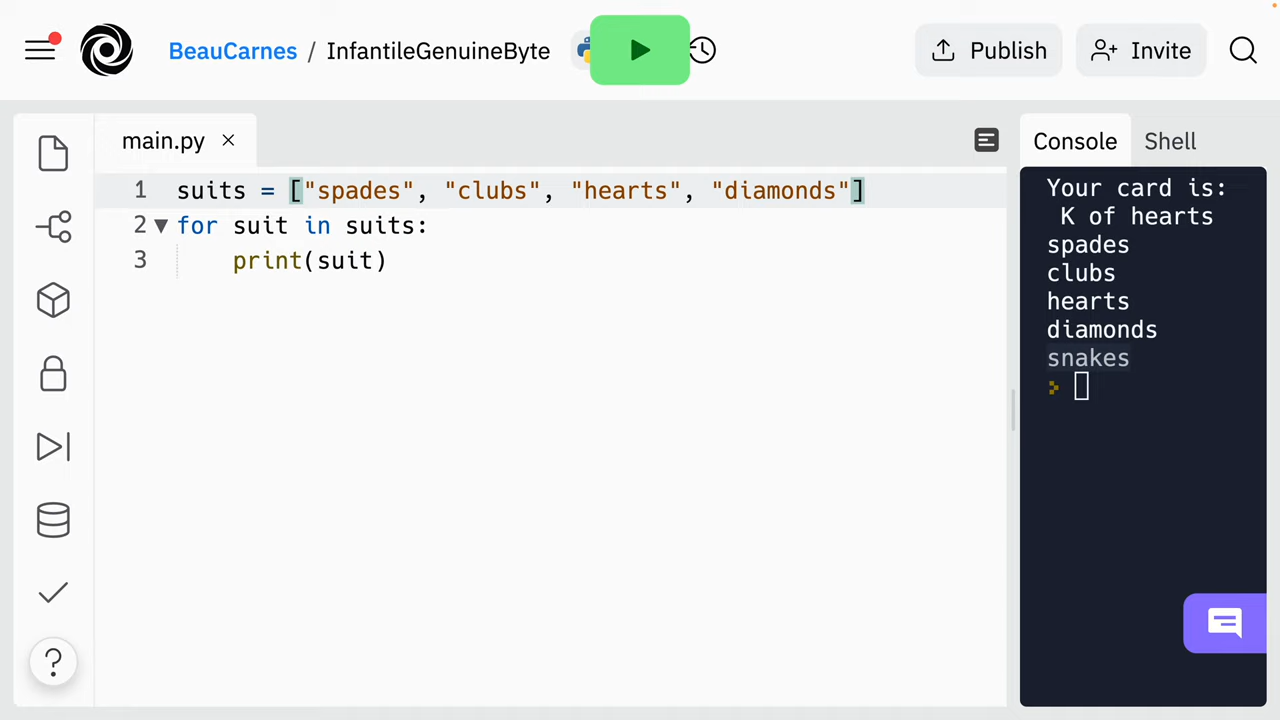 BeauCarnes / InfantileGenuineByte
Publish
Invite
main.py
1 suits = ["spades", "clubs", "hearts", "diamonds"]
2 for suit in suits:
3 print(suit)
Console Shell
Your card is:
K of hearts
spades
clubs
hearts
diamonds
snakes
>
?